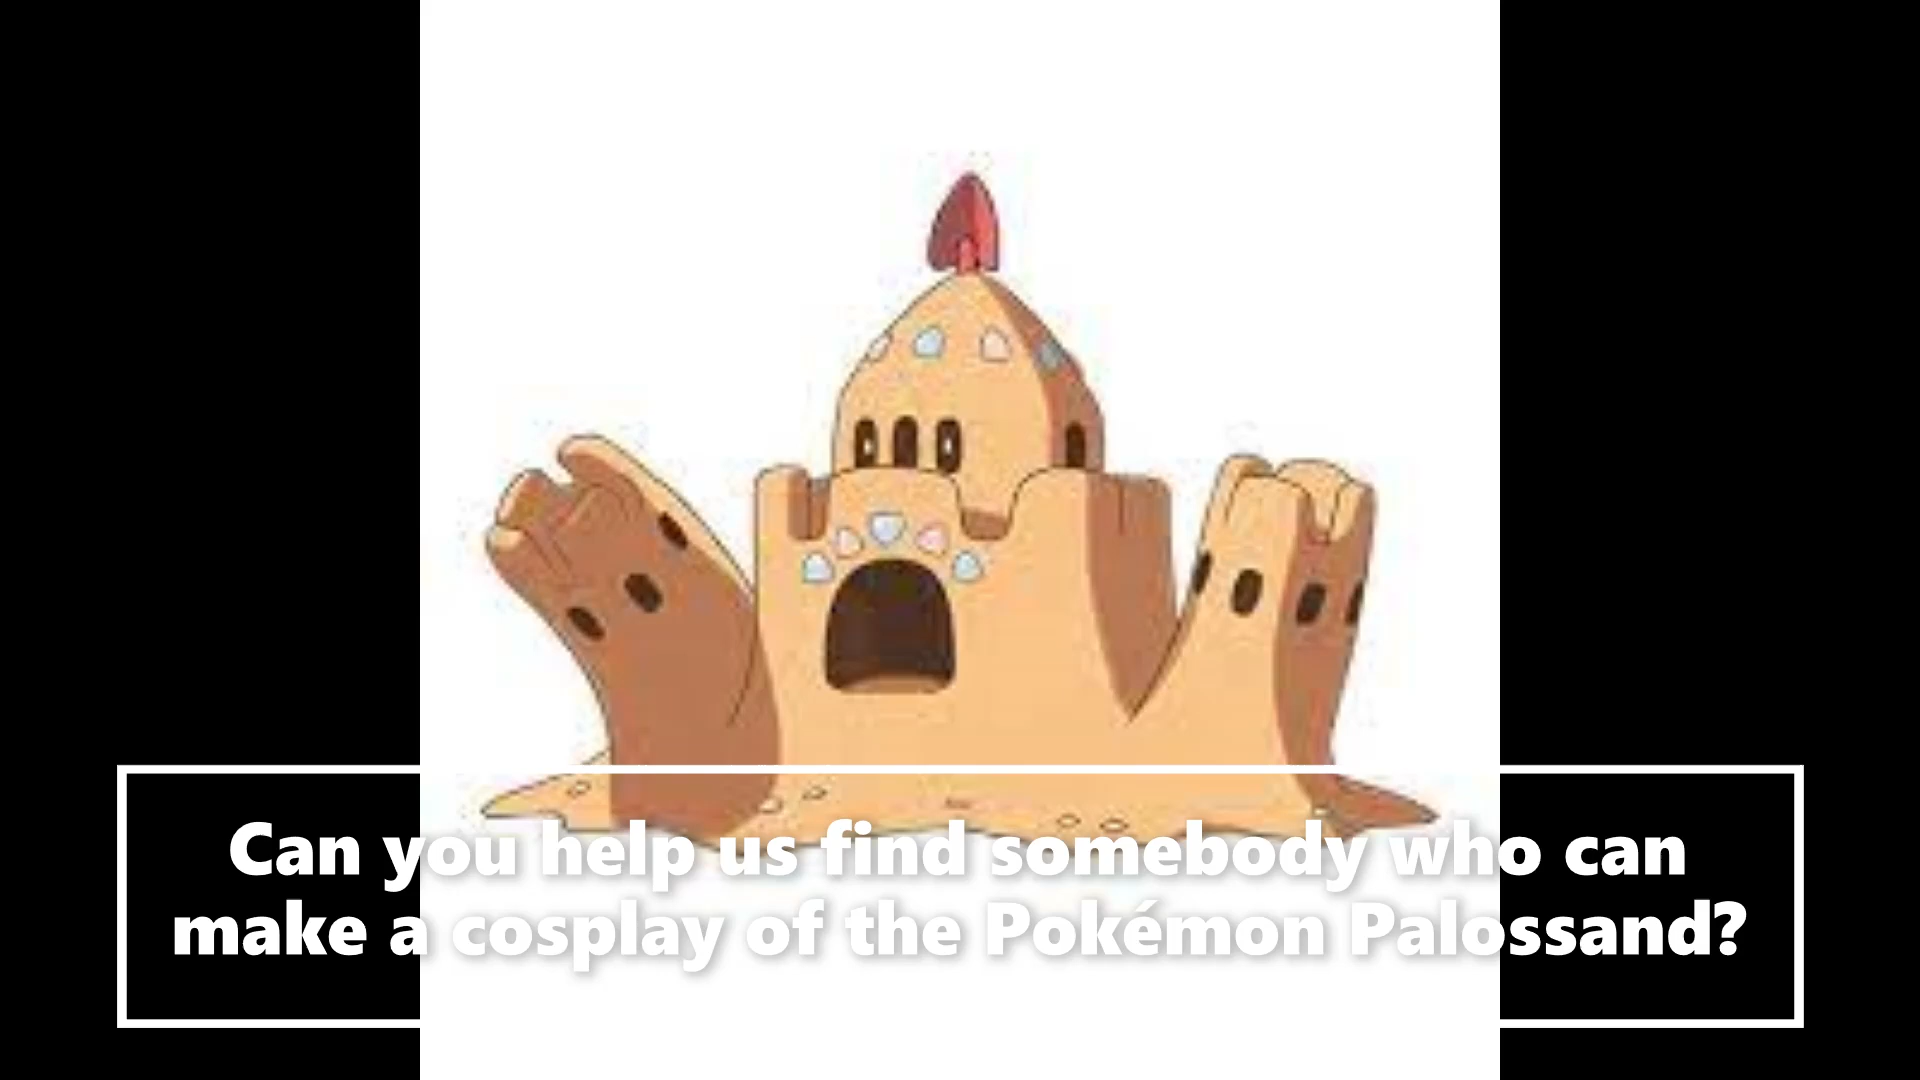 Can you help us find somebody who can
make a cosplay of the Pokémon Palossand?